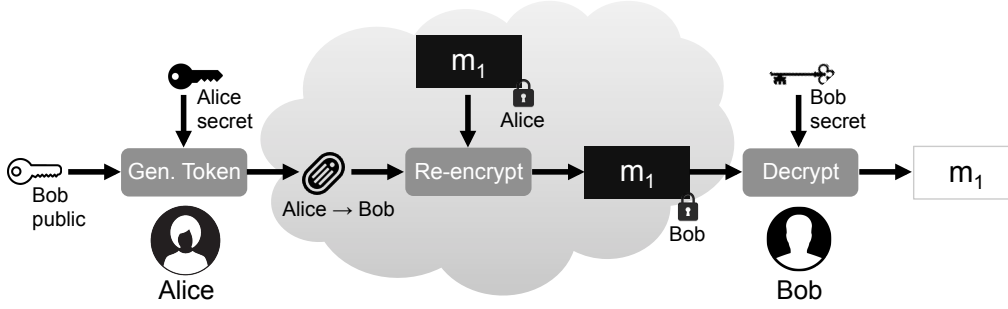 m₁
Alice
secret
Alice
Bob
secret
Bob
public
Gen. Token
Alice → Bob
Re-encrypt
m₁
Bob
Decrypt
m₁
Alice
Bob